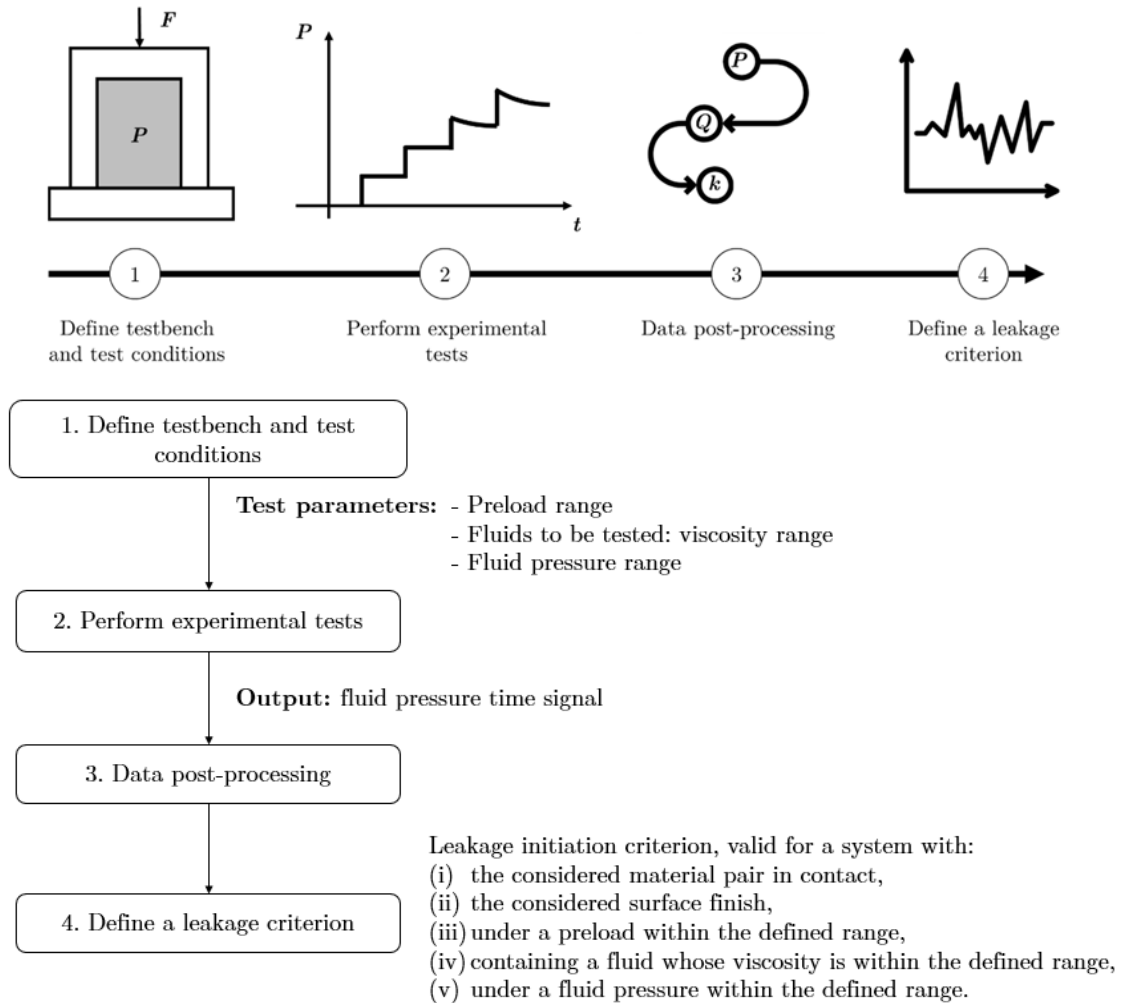 F
P
P
t
P
Q
k
1
2
3
4
Define testbench
and test conditions
Perform experimental
tests
Data post-processing
Define a leakage
criterion
1. Define testbench and test
conditions
Test parameters: - Preload range
- Fluids to be tested: viscosity range
- Fluid pressure range
2. Perform experimental tests
Output: fluid pressure time signal
3. Data post-processing
Leakage initiation criterion, valid for a system with:
(i) the considered material pair in contact,
(ii) the considered surface finish,
(iii) under a preload within the defined range,
(iv) containing a fluid whose viscosity is within the defined range,
(v) under a fluid pressure within the defined range.
4. Define a leakage criterion